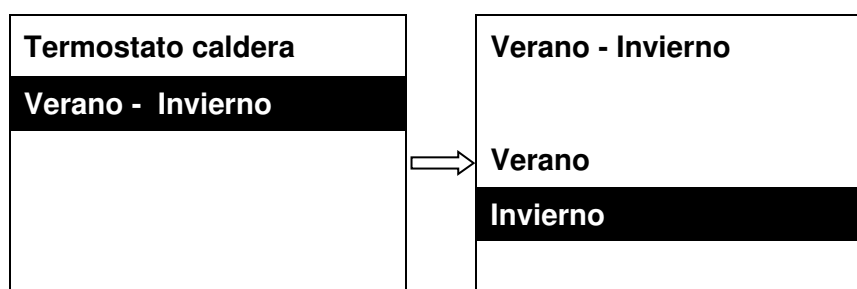 Termostato caldera
Verano - Invierno
Verano - Invierno
Verano
Invierno